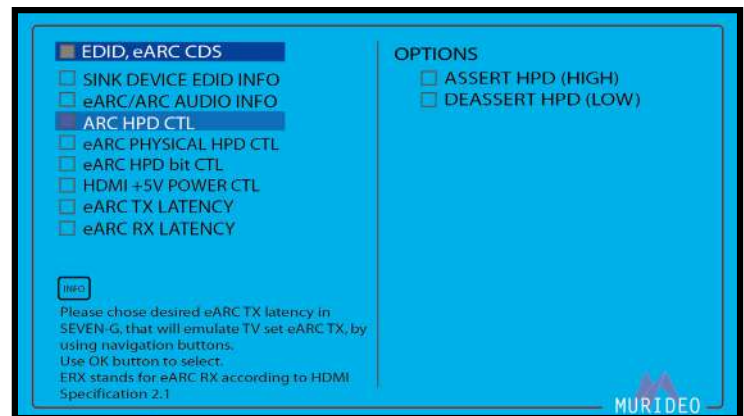 EDID, eARC CDS
SINK DEVICE EDID INFO
eARC/ARC AUDIO INFO
ARC HPD CTL
eARC PHYSICAL HPD CTL
eARC HPD bit CTL
HDMI +5V POWER CTL
eARC TX LATENCY
eARC RX LATENCY
INFO
Please chose desired eARC TX latency in
SEVEN-G, that will emulate TV set eARC TX, by
using navigation buttons.
Use OK button to select.
ERX stands for eARC RX according to HDMI
Specification 2.1
OPTIONS
ASSERT HPD (HIGH)
DEASSERT HPD (LOW)
MURIDEO